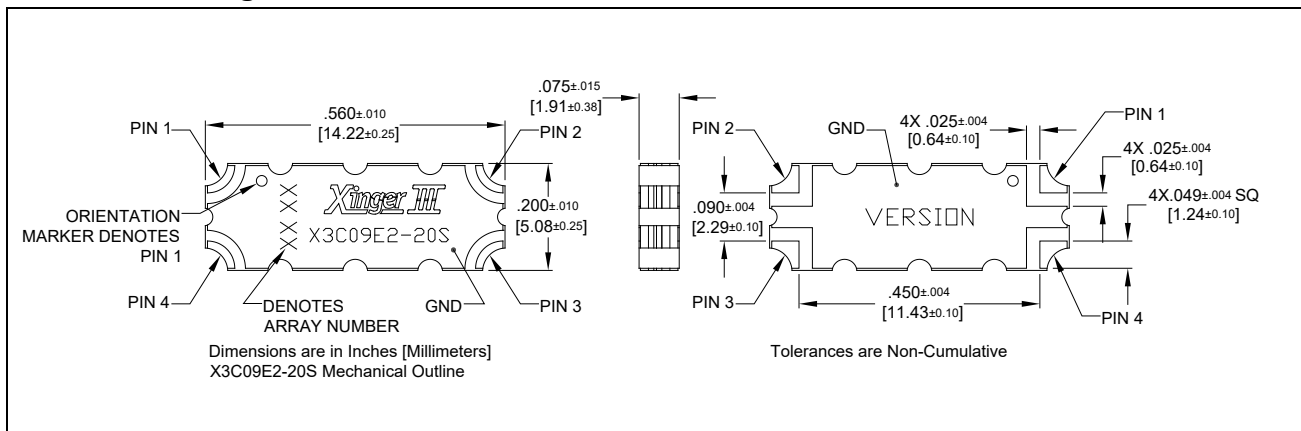 .560±.010
[14.22±0.25]
PIN 1
PIN 2
ORIENTATION
MARKER DENOTES
PIN 1
Xinger III
X3C09E2-20S
XXXXX
.200±.010
[5.08±0.25]
PIN 4
DENOTES
ARRAY NUMBER
GND
PIN 3
Dimensions are in Inches [Millimeters]
X3C09E2-20S Mechanical Outline
.075±.015
[1.91±0.38]
PIN 2
GND
4X .025±.004
[0.64±0.10]
PIN 1
4X .025±.004
[0.64±0.10]
4X.049±.004 SQ
[1.24±0.10]
.090±.004
[2.29±0.10]
VERSION
PIN 3
.450±.004
[11.43±0.10]
PIN 4
Tolerances are Non-Cumulative